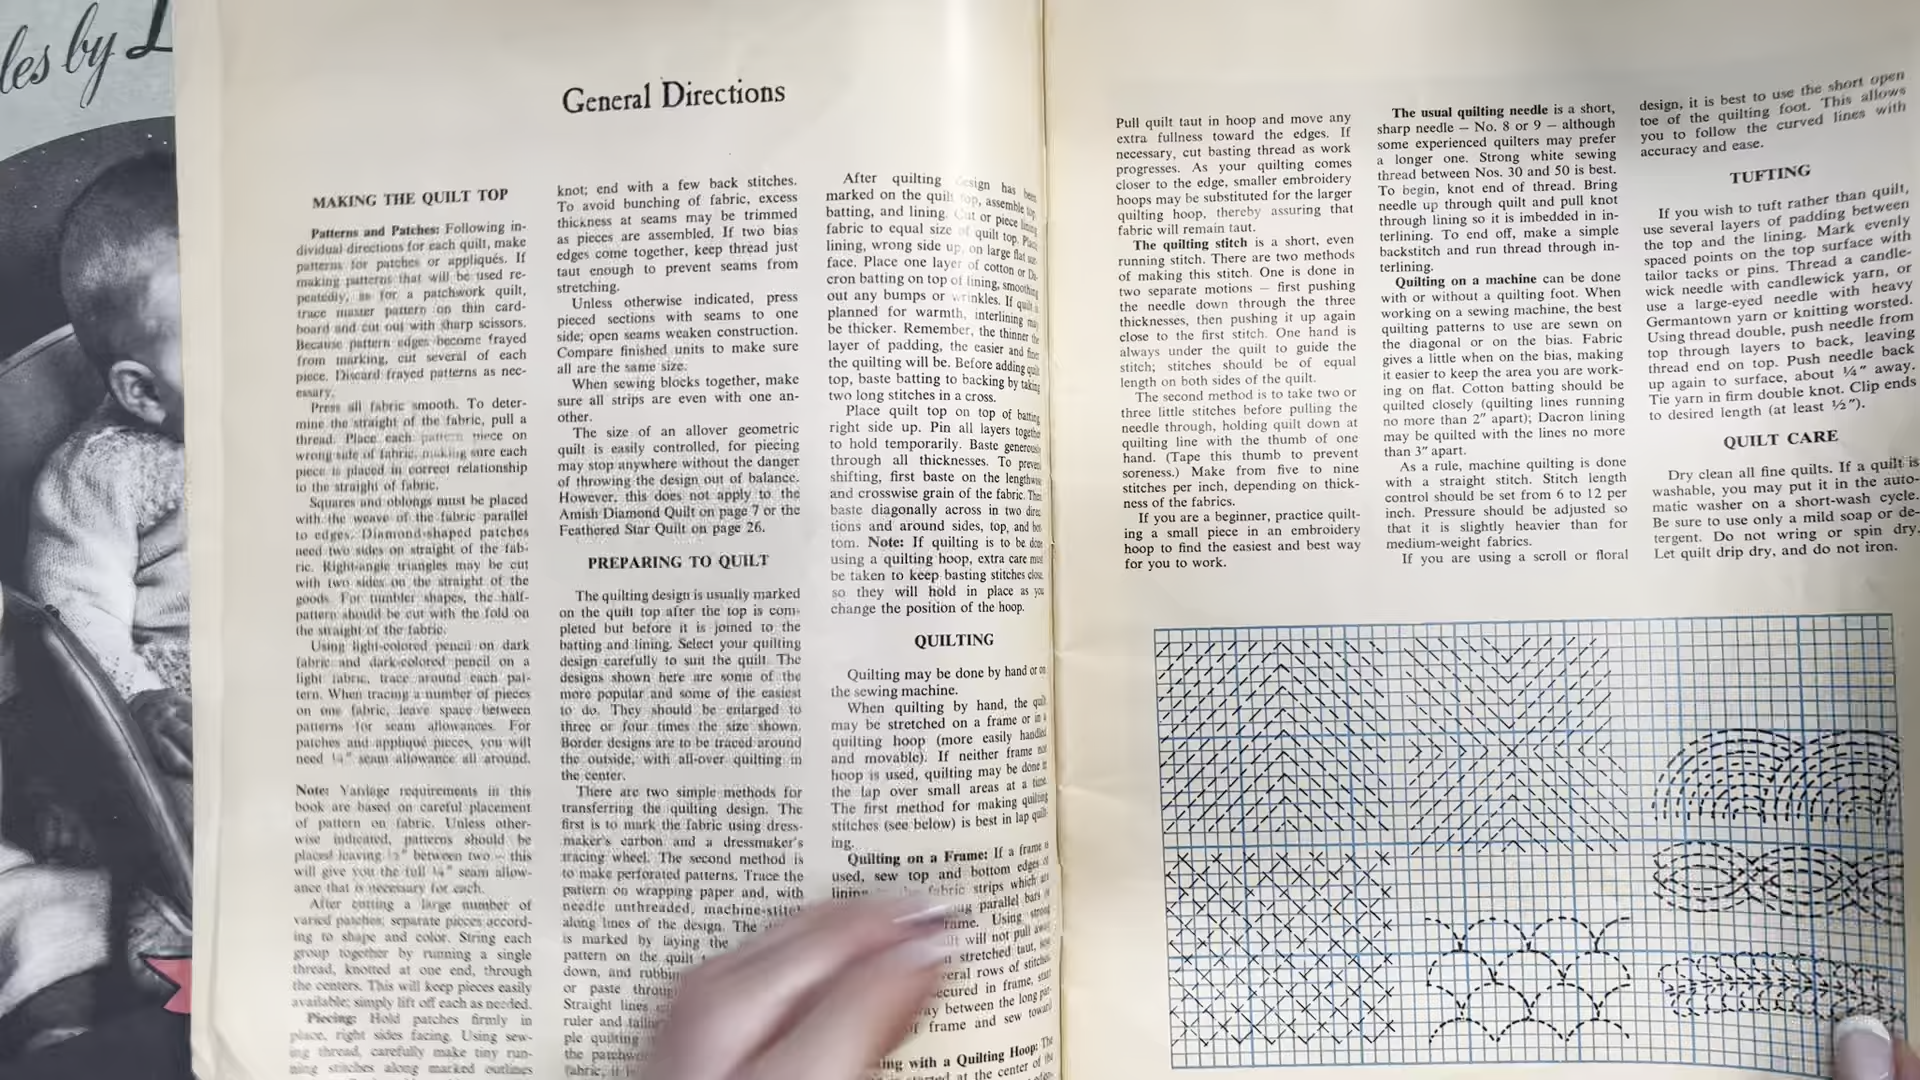 les by L
General Directions
MAKING THE QUILT TOP
Patterns and Patches: Following in-
dividual directions for each quilt, make
patterns for patches or appliqués. If
making patterns that will be used re-
peatedly, as for a patchwork quilt,
trace master pattern on thin card-
board and cut out with sharp scissors.
Because pattern edges become frayed
from marking, cut several of each
piece. Discard frayed patterns as nec-
essary.
Press all fabric smooth. To deter-
mine the straight of the fabric, pull a
thread. Place each pattern piece on
wrong side of fabric, making sure each
piece is placed in correct relationship
to the straight of fabric.
Squares and oblongs must be placed
with the weave of the fabric parallel
to edges. Diamond-shaped patches
need two sides on straight of the fab-
ric. Right-angle triangles may be cut
with two sides on the straight of the
goods. For tumbler shapes, the half-
pattern should be cut with the fold on
the straight of the fabric.
Using light-colored pencil on dark
fabric and dark-colored pencil on a
light fabric, trace around each pat-
tern. When tracing a number of pieces
on one fabric, leave space between
patterns for seam allowances. For
patches and appliqué pieces, you will
need ¼" seam allowance all around.
Note: Yardage requirements in this
book are based on careful placement
of pattern on fabric. Unless other-
wise indicated, patterns should be
placed leaving ½" between two – this
will give you the full ¼" seam allow-
ance that is necessary for each.
After cutting a large number of
varied patches, separate pieces accord-
ing to shape and color. String each
group together by running a single
thread, knotted at one end, through
the centers. This will keep pieces easily
available; simply lift off each as needed.
Piecing: Hold patches firmly in
place, right sides facing. Using sew-
ing thread, carefully make tiny run-
ning stitches along marked outlines
knot; end with a few back stitches.
To avoid bunching of fabric, excess
thickness at seams may be trimmed
as pieces are assembled. If two bias
edges come together, keep thread just
taut enough to prevent seams from
stretching.
Unless otherwise indicated, press
pieced sections with seams to one
side; open seams weaken construction.
Compare finished units to make sure
all are the same size.
When sewing blocks together, make
sure all strips are even with one an-
other.
The size of an allover geometric
quilt is easily controlled, for piecing
may stop anywhere without the danger
of throwing the design out of balance.
However, this does not apply to the
Amish Diamond Quilt on page 7 or the
Feathered Star Quilt on page 26.
PREPARING TO QUILT
The quilting design is usually marked
on the quilt top after the top is com-
pleted but before it is joined to the
batting and lining. Select your quilting
design carefully to suit the quilt. The
designs shown here are some of the
more popular and some of the easiest
to do. They should be enlarged to
three or four times the size shown.
Border designs are to be traced around
the outside, with all-over quilting in
the center.
There are two simple methods for
transferring the quilting design. The
first is to mark the fabric using dress-
maker's carbon and a dressmaker's
tracing wheel. The second method is
to make perforated patterns. Trace the
pattern on wrapping paper and, with
needle unthreaded, machine-stitch
along lines of the design. The
is marked by laying the
pattern on the quilt
down, and rubbin
or paste throug
Straight lines
ruler and tailor
ple quilting
the patchwo
fabric, if
After quilting design has been
marked on the quilt top, assemble top,
batting, and lining. Cut or piece lining
fabric to equal size of quilt top. Place
lining, wrong side up, on large flat sur-
face. Place one layer of cotton or Da-
cron batting on top of lining, smoothing
out any bumps or wrinkles. If quilt is
planned for warmth, interlining may
be thicker. Remember, the thinner the
layer of padding, the easier and finer
the quilting will be. Before adding quilt
top, baste batting to backing by taking
two long stitches in a cross.
Place quilt top on top of batting
right side up. Pin all layers together
to hold temporarily. Baste generously
through all thicknesses. To prevent
shifting, first baste on the lengthwise
and crosswise grain of the fabric. Then
baste diagonally across in two direc
tions and around sides, top, and bot
tom. Note: If quilting is to be done
using a quilting hoop, extra care must
be taken to keep basting stitches close,
so they will hold in place as you
change the position of the hoop.
QUILTING
Quilting may be done by hand or on
the sewing machine.
When quilting by hand, the quilt
may be stretched on a frame or in a
quilting hoop (more easily handled
and movable). If neither frame nor
hoop is used, quilting may be done in
the lap over small areas at a time.
The first method for making quilting
stitches (see below) is best in lap quilt-
ing.
Quilting on a Frame: If a frame is
used, sew top and bottom edges of
lining fabric strips which are
parallel bars of
rame. Using strong
will not pull away
stretched taut,
veral rows of stitches
ecured in frame, start
way between the long par-
of frame and sew toward
ing with a Quilting Hoop: The
at the center of the
Pull quilt taut in hoop and move any
extra fullness toward the edges. If
necessary, cut basting thread as work
progresses. As your quilting comes
closer to the edge, smaller embroidery
hoops may be substituted for the larger
quilting hoop, thereby assuring that
fabric will remain taut.
The quilting stitch is a short, even
running stitch. There are two methods
of making this stitch. One is done in
two separate motions – first pushing
the needle down through the three
thicknesses, then pushing it up again
close to the first stitch. One hand is
always under the quilt to guide the
stitch; stitches should be of equal
length on both sides of the quilt.
The second method is to take two or
three little stitches before pulling the
needle through, holding quilt down at
quilting line with the thumb of one
hand. (Tape this thumb to prevent
soreness.) Make from five to nine
stitches per inch, depending on thick-
ness of the fabrics.
If you are a beginner, practice quilt-
ing a small piece in an embroidery
hoop to find the easiest and best way
for you to work.
The usual quilting needle is a short,
sharp needle – No. 8 or 9 – although
some experienced quilters may prefer
a longer one. Strong white sewing
thread between Nos. 30 and 50 is best.
To begin, knot end of thread. Bring
needle up through quilt and pull knot
through lining so it is imbedded in in-
terlining. To end off, make a simple
backstitch and run thread through in-
terlining.
Quilting on a machine can be done
with or without a quilting foot. When
working on a sewing machine, the best
quilting patterns to use are sewn on
the diagonal or on the bias. Fabric
gives a little when on the bias, making
it easier to keep the area you are work-
ing on flat. Cotton batting should be
quilted closely (quilting lines running
no more than 2" apart); Dacron lining
may be quilted with the lines no more
than 3" apart.
As a rule, machine quilting is done
with a straight stitch. Stitch length
control should be set from 6 to 12 per
inch. Pressure should be adjusted so
that it is slightly heavier than for
medium-weight fabrics.
If you are using a scroll or floral
design, it is best to use the short open
toe of the quilting foot. This allows
you to follow the curved lines with
accuracy and ease.
TUFTING
If you wish to tuft rather than quilt,
use several layers of padding between
the top and the lining. Mark evenly
spaced points on the top surface with
tailor tacks or pins. Thread a candle-
wick needle with candlewick yarn, or
use a large-eyed needle with heavy
Germantown yarn or knitting worsted.
Using thread double, push needle from
top through layers to back, leaving
thread end on top. Push needle back
up again to surface, about ¼" away.
Tie yarn in firm double knot. Clip ends
to desired length (at least ½").
QUILT CARE
Dry clean all fine quilts. If a quilt is
washable, you may put it in the auto-
matic washer on a short-wash cycle.
Be sure to use only a mild soap or de-
tergent. Do not wring or spin dry.
Let quilt drip dry, and do not iron.